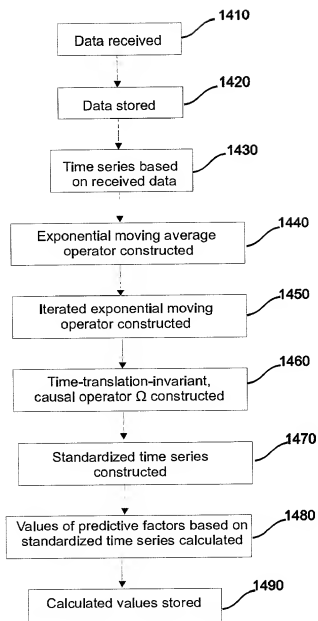 1410
Data received
1420
Data stored
1430
Time series based
on received data
1440
Exponential moving average
operator constructed
1450
Iterated exponential moving
operator constructed
1460
Time-translation-invariant,
causal operator Ω constructed
1470
Standardized time series
constructed
1480
Values of predictive factors based on
standardized time series calculated
1490
Calculated values stored